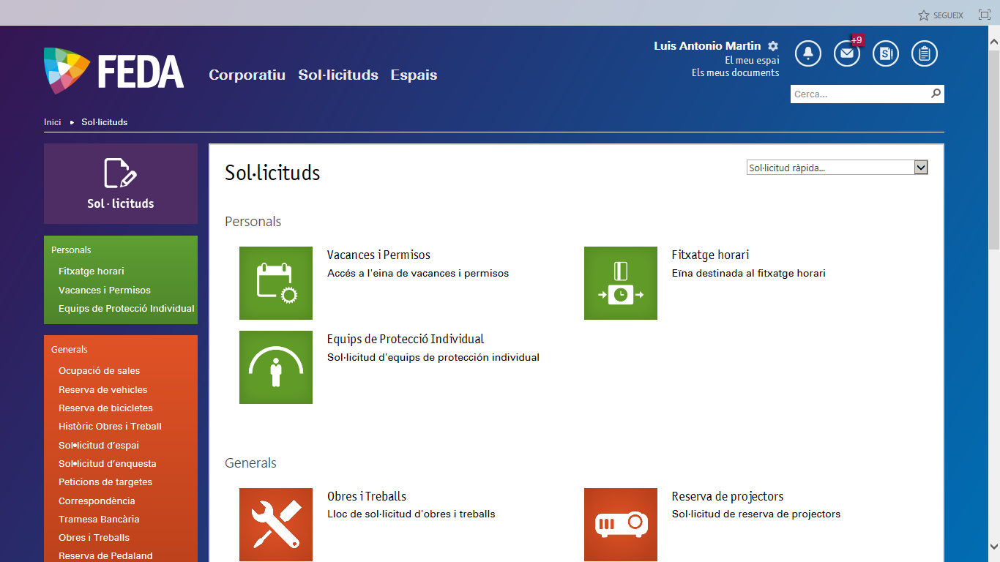 SEGUEIX
FEDA
Corporatiu Sol·licituds Espais
Luis Antonio Martin
El meu espai
Els meus documents
+9
S
Cerca...
Inici Sol·licituds
Sol·licituds
Personals
Fitxatge horari
Vacances i Permisos
Equips de Protecció Individual
Generals
Ocupació de sales
Reserva de vehicles
Reserva de bicicletes
Històric Obres i Treball
Sol•licitud d'espai
Sol•licitud d'enquesta
Peticions de targetes
Correspondència
Tramesa Bancària
Obres i Treballs
Reserva de Pedaland
Sol·licituds
Sol·licitud ràpida...
Personals
Vacances i Permisos
Accés a l'eina de vacances i permisos
Fitxatge horari
Eïna destinada al fitxatge horari
Equips de Protecció Individual
Sol·licitud d'equips de protección individual
Generals
Obres i Treballs
Lloc de sol·licitud d'obres i treballs
Reserva de projectors
Sol·licitud de reserva de projectors